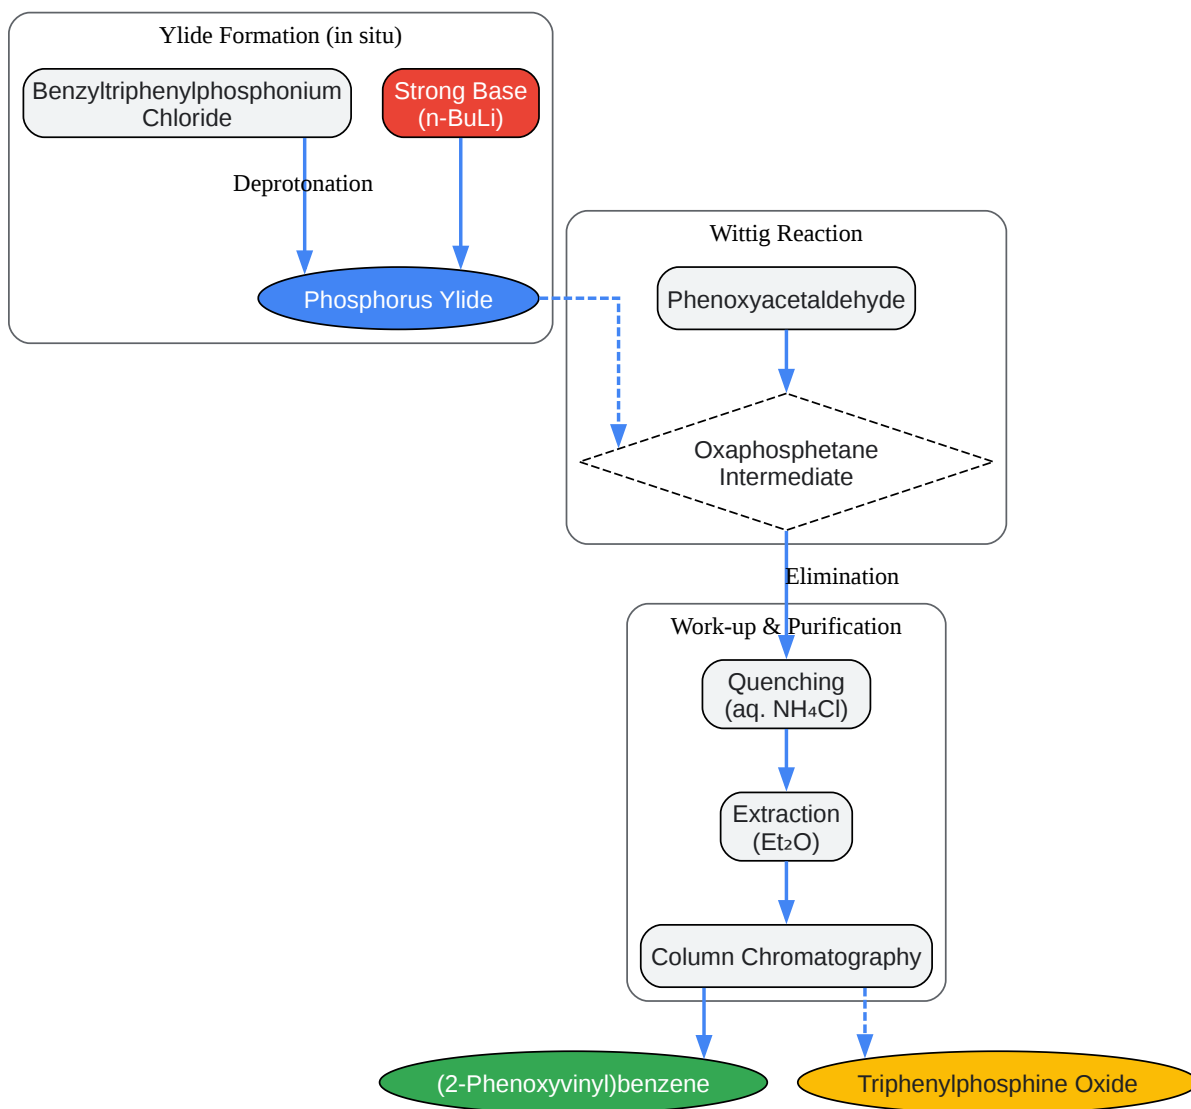 Ylide Formation (in situ)
Benzyltriphenylphosphonium
Chloride
Strong Base
(n-BuLi)
Deprotonation
Phosphorus Ylide
Wittig Reaction
Phenoxyacetaldehyde
Oxaphosphetane
Intermediate
Elimination
Work-up & Purification
Quenching
(aq. NH₄Cl)
Extraction
(Et₂O)
Column Chromatography
(2-Phenoxyvinyl)benzene
Triphenylphosphine Oxide